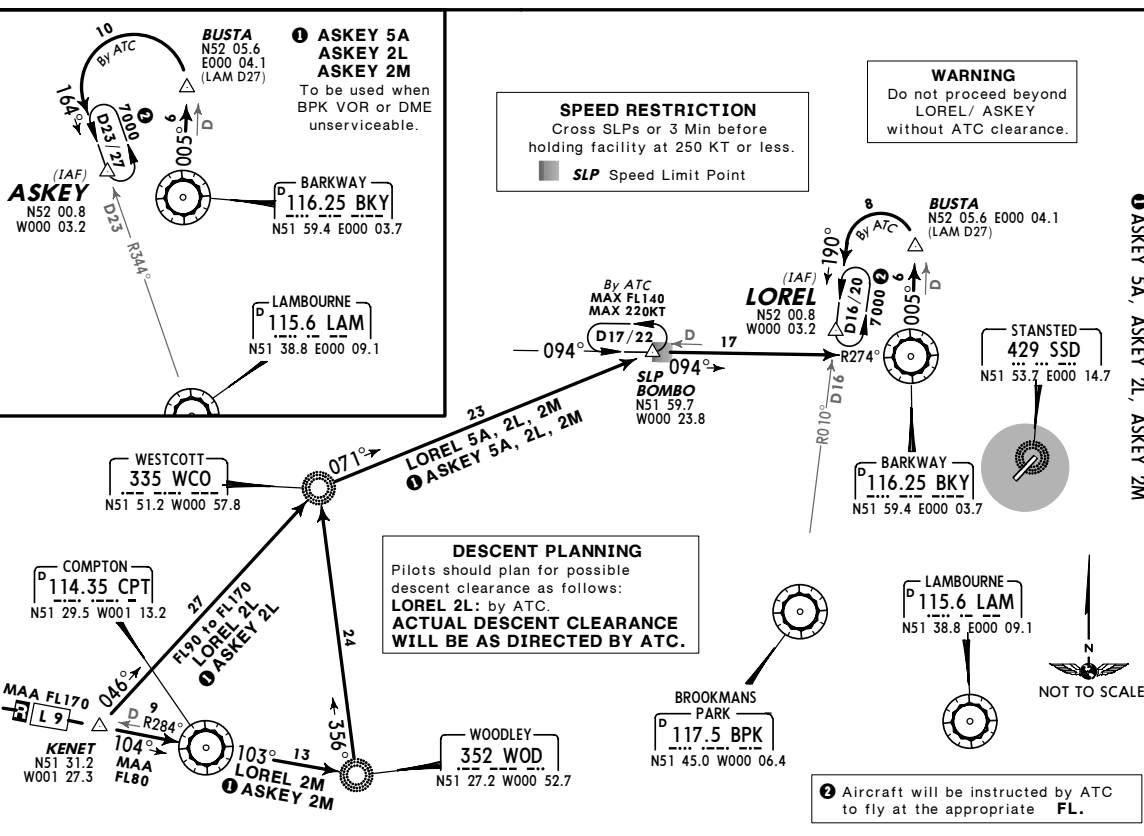 10
By ATC
BUSTA
N52 05.6
E000 04.1
(LAM D27)
❶ ASKEY 5A
ASKEY 2L
ASKEY 2M
To be used when
BPK VOR or DME
unserviceable.
164°
D23/27
7000 ❷
6
005°
D
(IAF)
ASKEY
N52 00.8
W000 03.2
BARKWAY
D 116.25 BKY
N51 59.4 E000 03.7
D23
R344°
LAMBOURNE
D 115.6 LAM
N51 38.8 E000 09.1
SPEED RESTRICTION
Cross SLPs or 3 Min before
holding facility at 250 KT or less.
SLP Speed Limit Point
WARNING
Do not proceed beyond
LOREL/ ASKEY
without ATC clearance.
8
By ATC
BUSTA
N52 05.6 E000 04.1
(LAM D27)
190°
D16/20
7000 ❷
6
005°
D
(IAF)
LOREL
N52 00.8
W000 03.2
By ATC
MAX FL140
MAX 220KT
D17/22
094°
D
17
094°
R274°
SLP
BOMBO
N51 59.7
W000 23.8
D16
R010°
STANSTED
429 SSD
N51 53.7 E000 14.7
BARKWAY
D 116.25 BKY
N51 59.4 E000 03.7
❶ ASKEY 5A, ASKEY 2L, ASKEY 2M
23
071°
LOREL 5A, 2L, 2M
❶ ASKEY 5A, 2L, 2M
WESTCOTT
335 WCO
N51 51.2 W000 57.8
COMPTON
D 114.35 CPT
N51 29.5 W001 13.2
27
FL90 to FL170
LOREL 2L
❶ ASKEY 2L
046°
24
356°
DESCENT PLANNING
Pilots should plan for possible
descent clearance as follows:
LOREL 2L: by ATC.
ACTUAL DESCENT CLEARANCE
WILL BE AS DIRECTED BY ATC.
MAA FL170
L 9
KENET
N51 31.2
W001 27.3
9
D
R284°
104°
MAA
FL80
103°
13
LOREL 2M
❶ ASKEY 2M
WOODLEY
352 WOD
N51 27.2 W000 52.7
BROOKMANS
PARK
D 117.5 BPK
N51 45.0 W000 06.4
LAMBOURNE
D 115.6 LAM
N51 38.8 E000 09.1
N
NOT TO SCALE
❷ Aircraft will be instructed by ATC
to fly at the appropriate FL.